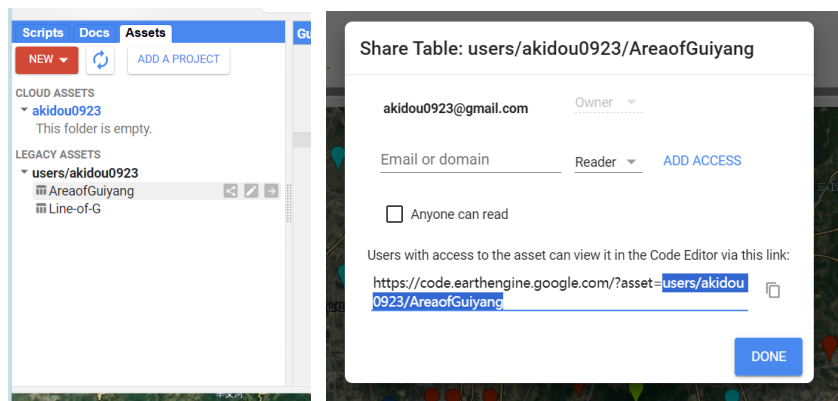 Scripts Docs Assets
Gu
NEW
ADD A PROJECT
CLOUD ASSETS
akidou0923
This folder is empty.
LEGACY ASSETS
users/akidou0923
AreaofGuiyang
Line-of-G
Share Table: users/akidou0923/AreaofGuiyang
akidou0923@gmail.com
Owner
Email or domain
Reader
ADD ACCESS
Anyone can read
Users with access to the asset can view it in the Code Editor via this link:
https://code.earthengine.google.com/?asset=users/akidou
0923/AreaofGuiyang
DONE